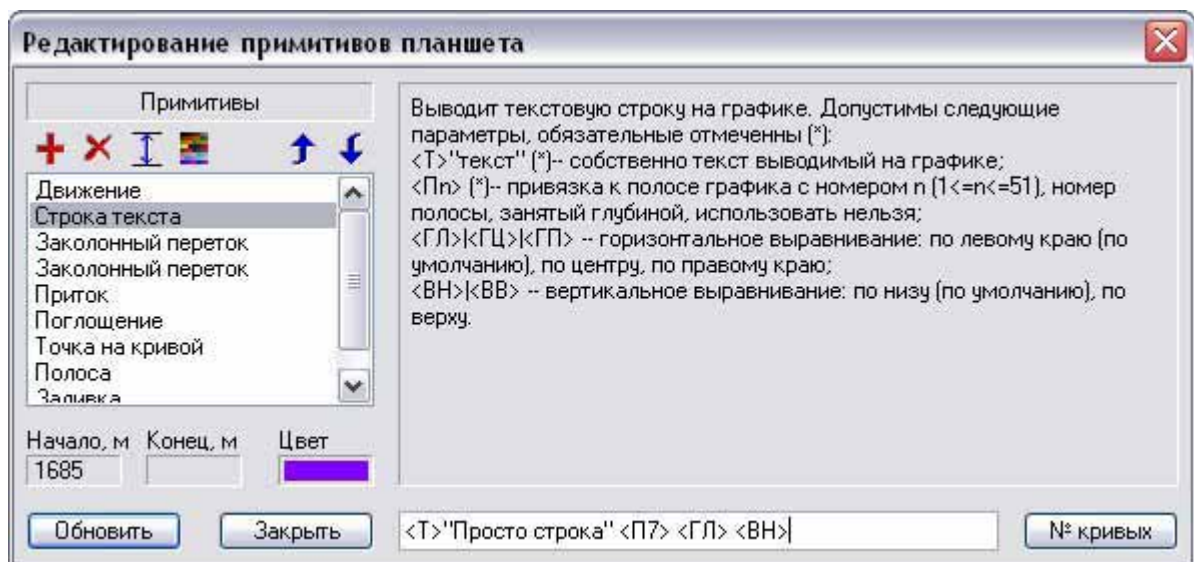 Редактирование примитивов планшета
Примитивы
Движение
Строка текста
Заколонный переток
Заколонный переток
Приток
Поглощение
Точка на кривой
Полоса
Заливка
Начало, м Конец, м Цвет
1685
Обновить Закрыть
Выводит текстовую строку на графике. Допустимы следующие
параметры, обязательные отмеченны (*):
<Т>"текст" (*)-- собственно текст выводимый на графике;
<Пn> (*)-- привязка к полосе графика с номером n (1<=n<=51), номер
полосы, занятый глубиной, использовать нельзя;
<ГЛ>|<ГЦ>|<ГП> -- горизонтальное выравнивание: по левому краю (по
умолчанию), по центру, по правому краю;
<ВН>|<ВВ> -- вертикальное выравнивание: по низу (по умолчанию), по
верху.
<Т>"Просто строка" <П7> <ГЛ> <ВН>
№ кривых